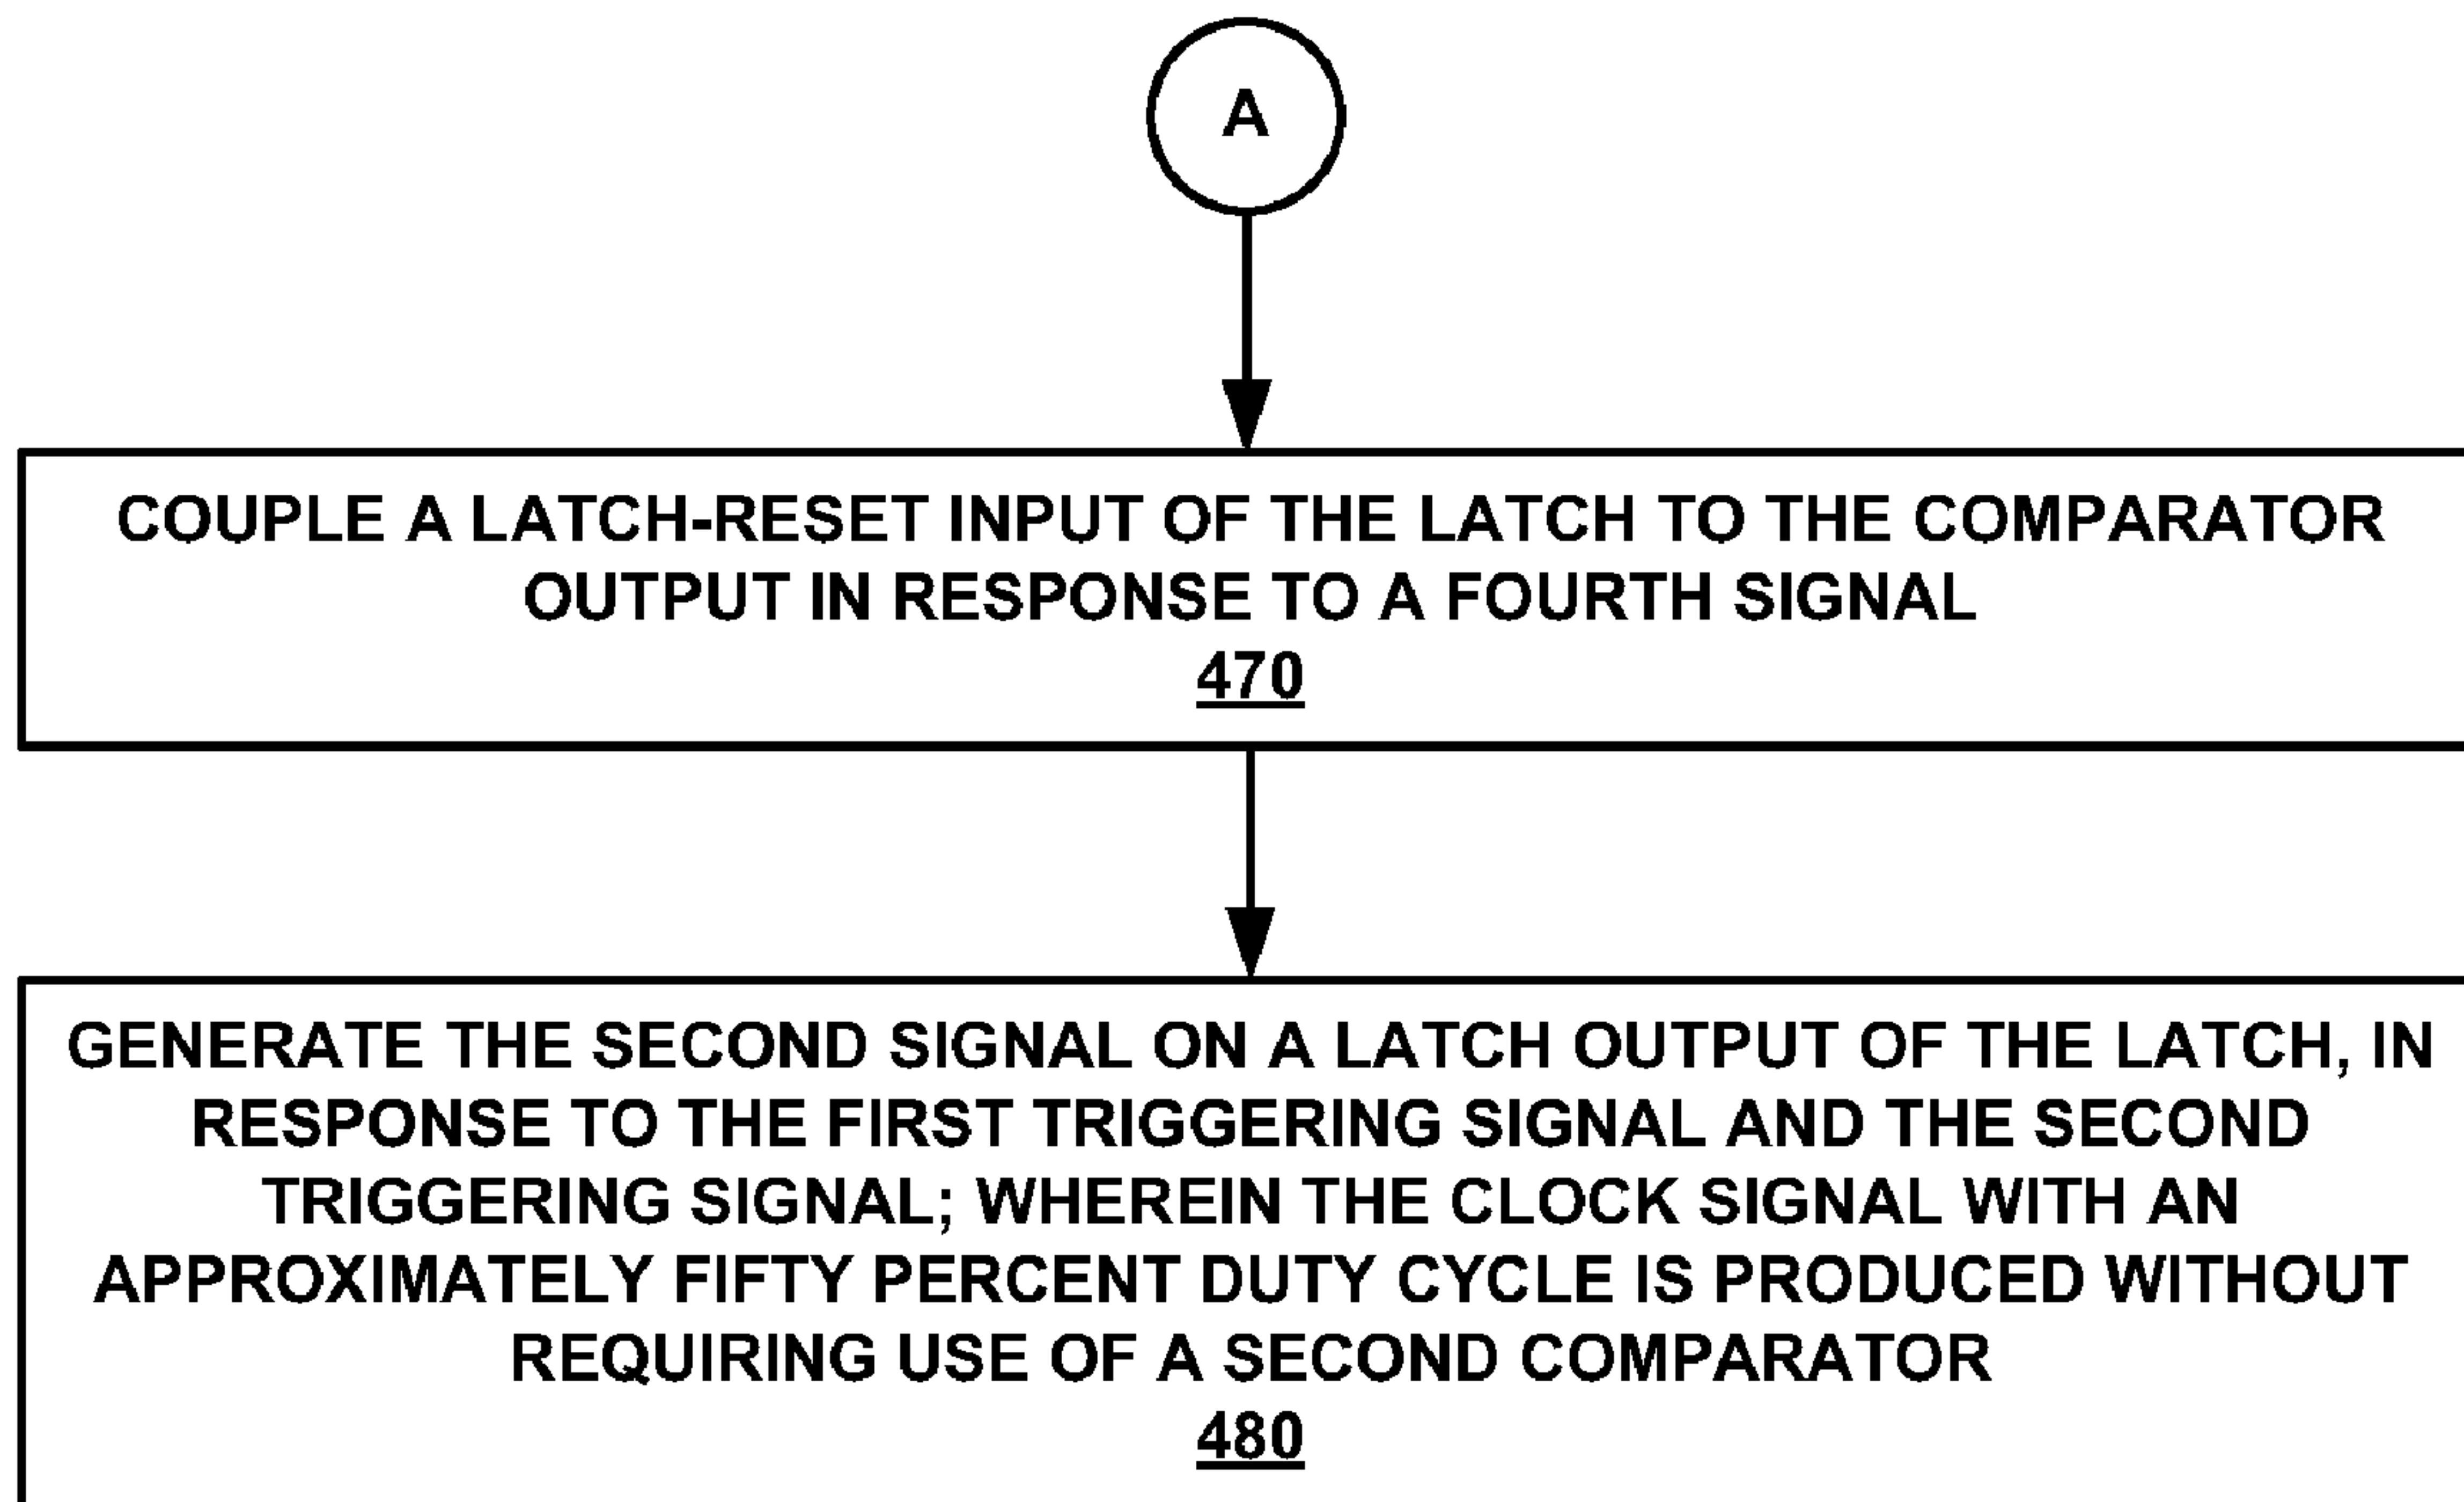 A
COUPLE A LATCH-RESET INPUT OF THE LATCH TO THE COMPARATOR
OUTPUT IN RESPONSE TO A FOURTH SIGNAL
470
GENERATE THE SECOND SIGNAL ON A LATCH OUTPUT OF THE LATCH, IN
RESPONSE TO THE FIRST TRIGGERING SIGNAL AND THE SECOND
TRIGGERING SIGNAL; WHEREIN THE CLOCK SIGNAL WITH AN
APPROXIMATELY FIFTY PERCENT DUTY CYCLE IS PRODUCED WITHOUT
REQUIRING USE OF A SECOND COMPARATOR
480